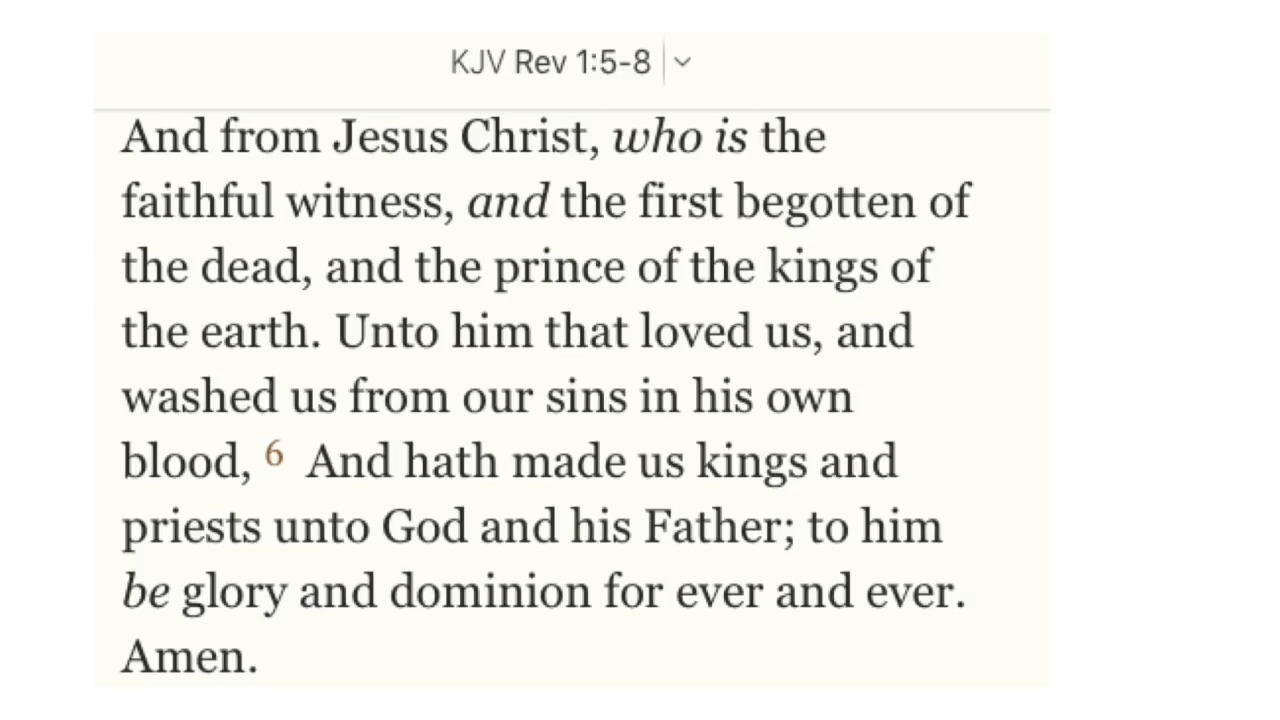 KJV Rev 1:5-8
And from Jesus Christ, who is the
faithful witness, and the first begotten of
the dead, and the prince of the kings of
the earth. Unto him that loved us, and
washed us from our sins in his own
blood, 6 And hath made us kings and
priests unto God and his Father; to him
be glory and dominion for ever and ever.
Amen.